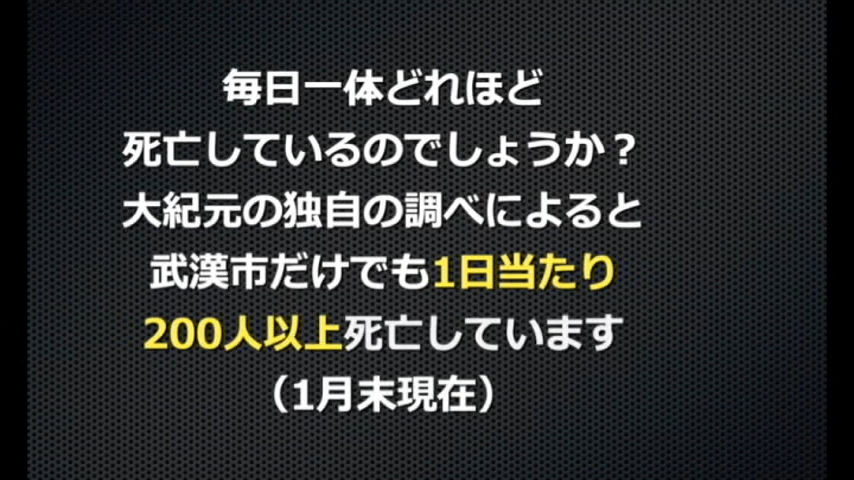 毎日一体どれほど
死亡しているのでしょうか？
大紀元の独自の調べによると
武漢市だけでも1日当たり
200人以上死亡しています
（1月末現在）